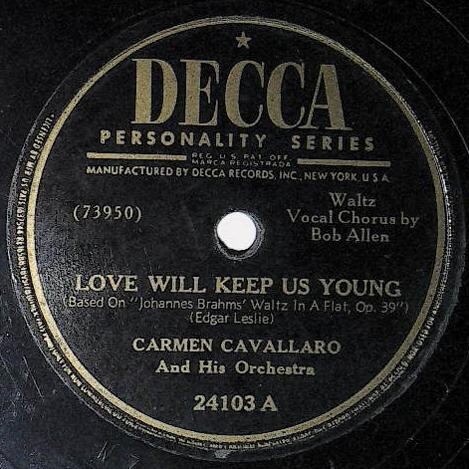 DECCA
PERSONALITY SERIES
REG. U.S. PAT. OFF.
MARCA REGISTRADA
MANUFACTURED BY DECCA RECORDS, INC., NEW YORK, U S A
(73950)
Waltz
Vocal Chorus by
Bob Allen
LOVE WILL KEEP US YOUNG
(Based On "Johannes Brahms' Waltz In A Flat, Op. 39")
(Edgar Leslie)
CARMEN CAVALLARO
And His Orchestra
24103 A